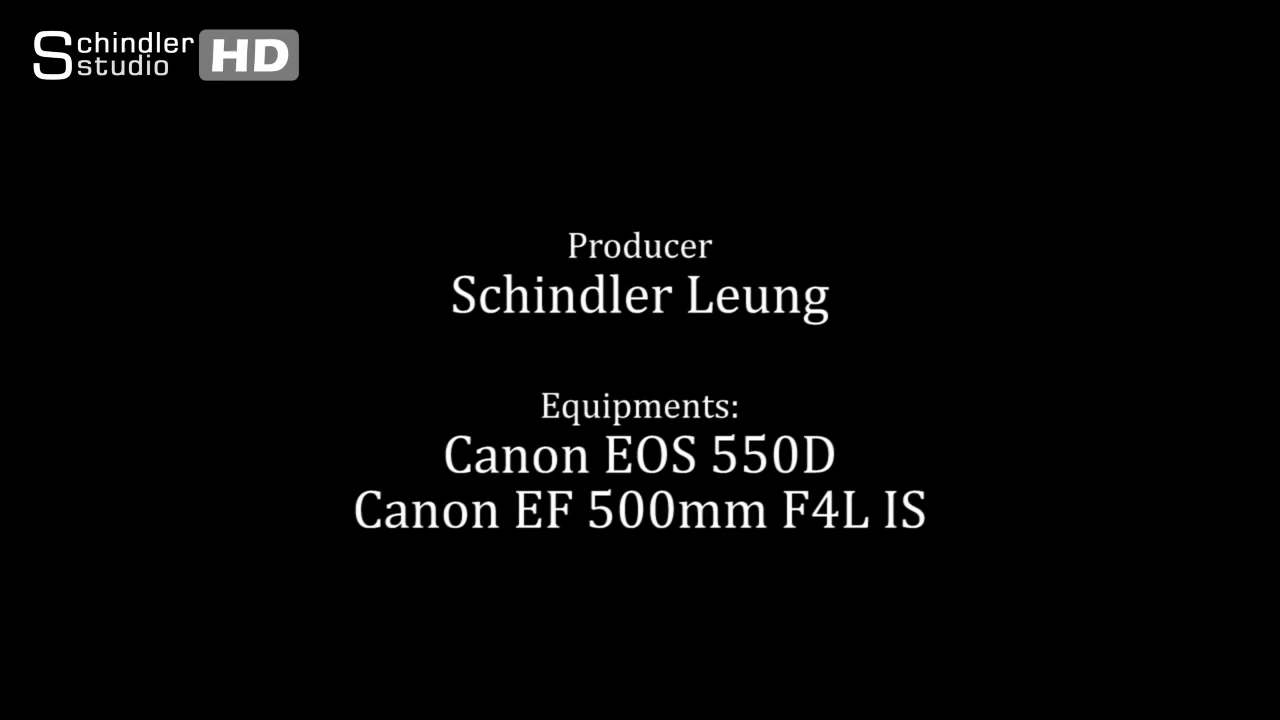 Schindler HD
studio
Producer
Schindler Leung
Equipments:
Canon EOS 550D
Canon EF 500mm F4L IS